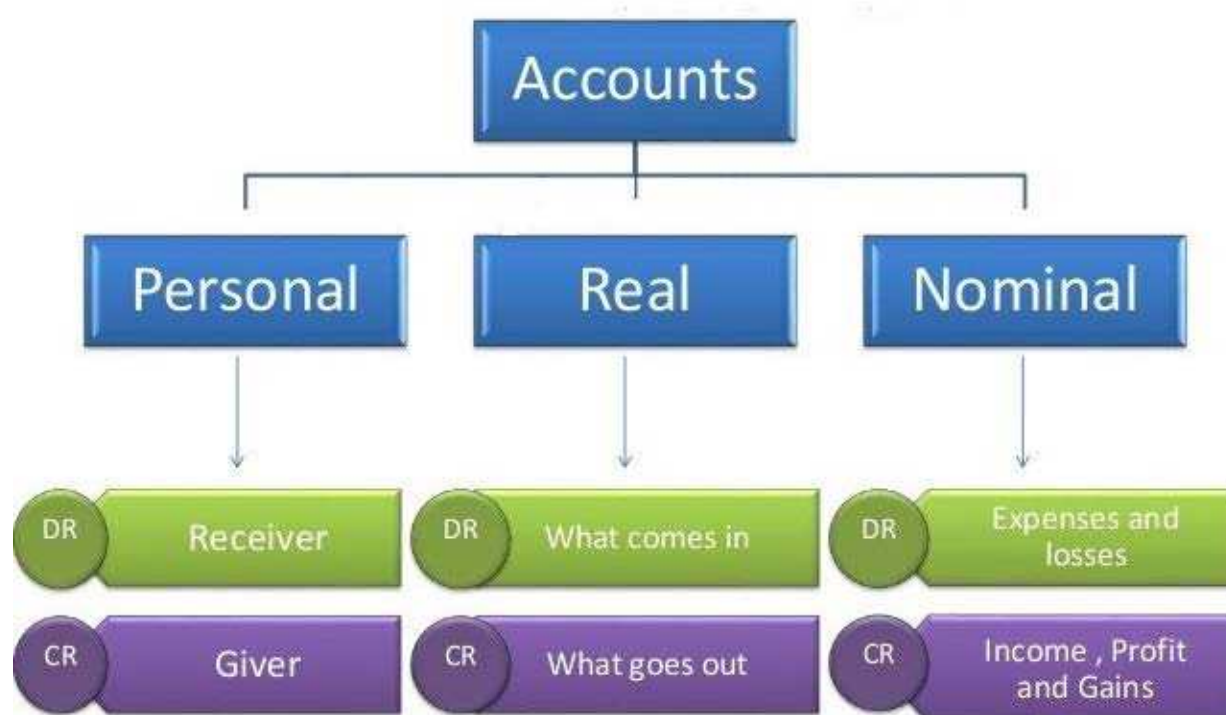 Accounts
Personal
Real
Nominal
DR
Receiver
DR
What comes in
DR
Expenses and
losses
CR
Giver
CR
What goes out
CR
Income , Profit
and Gains